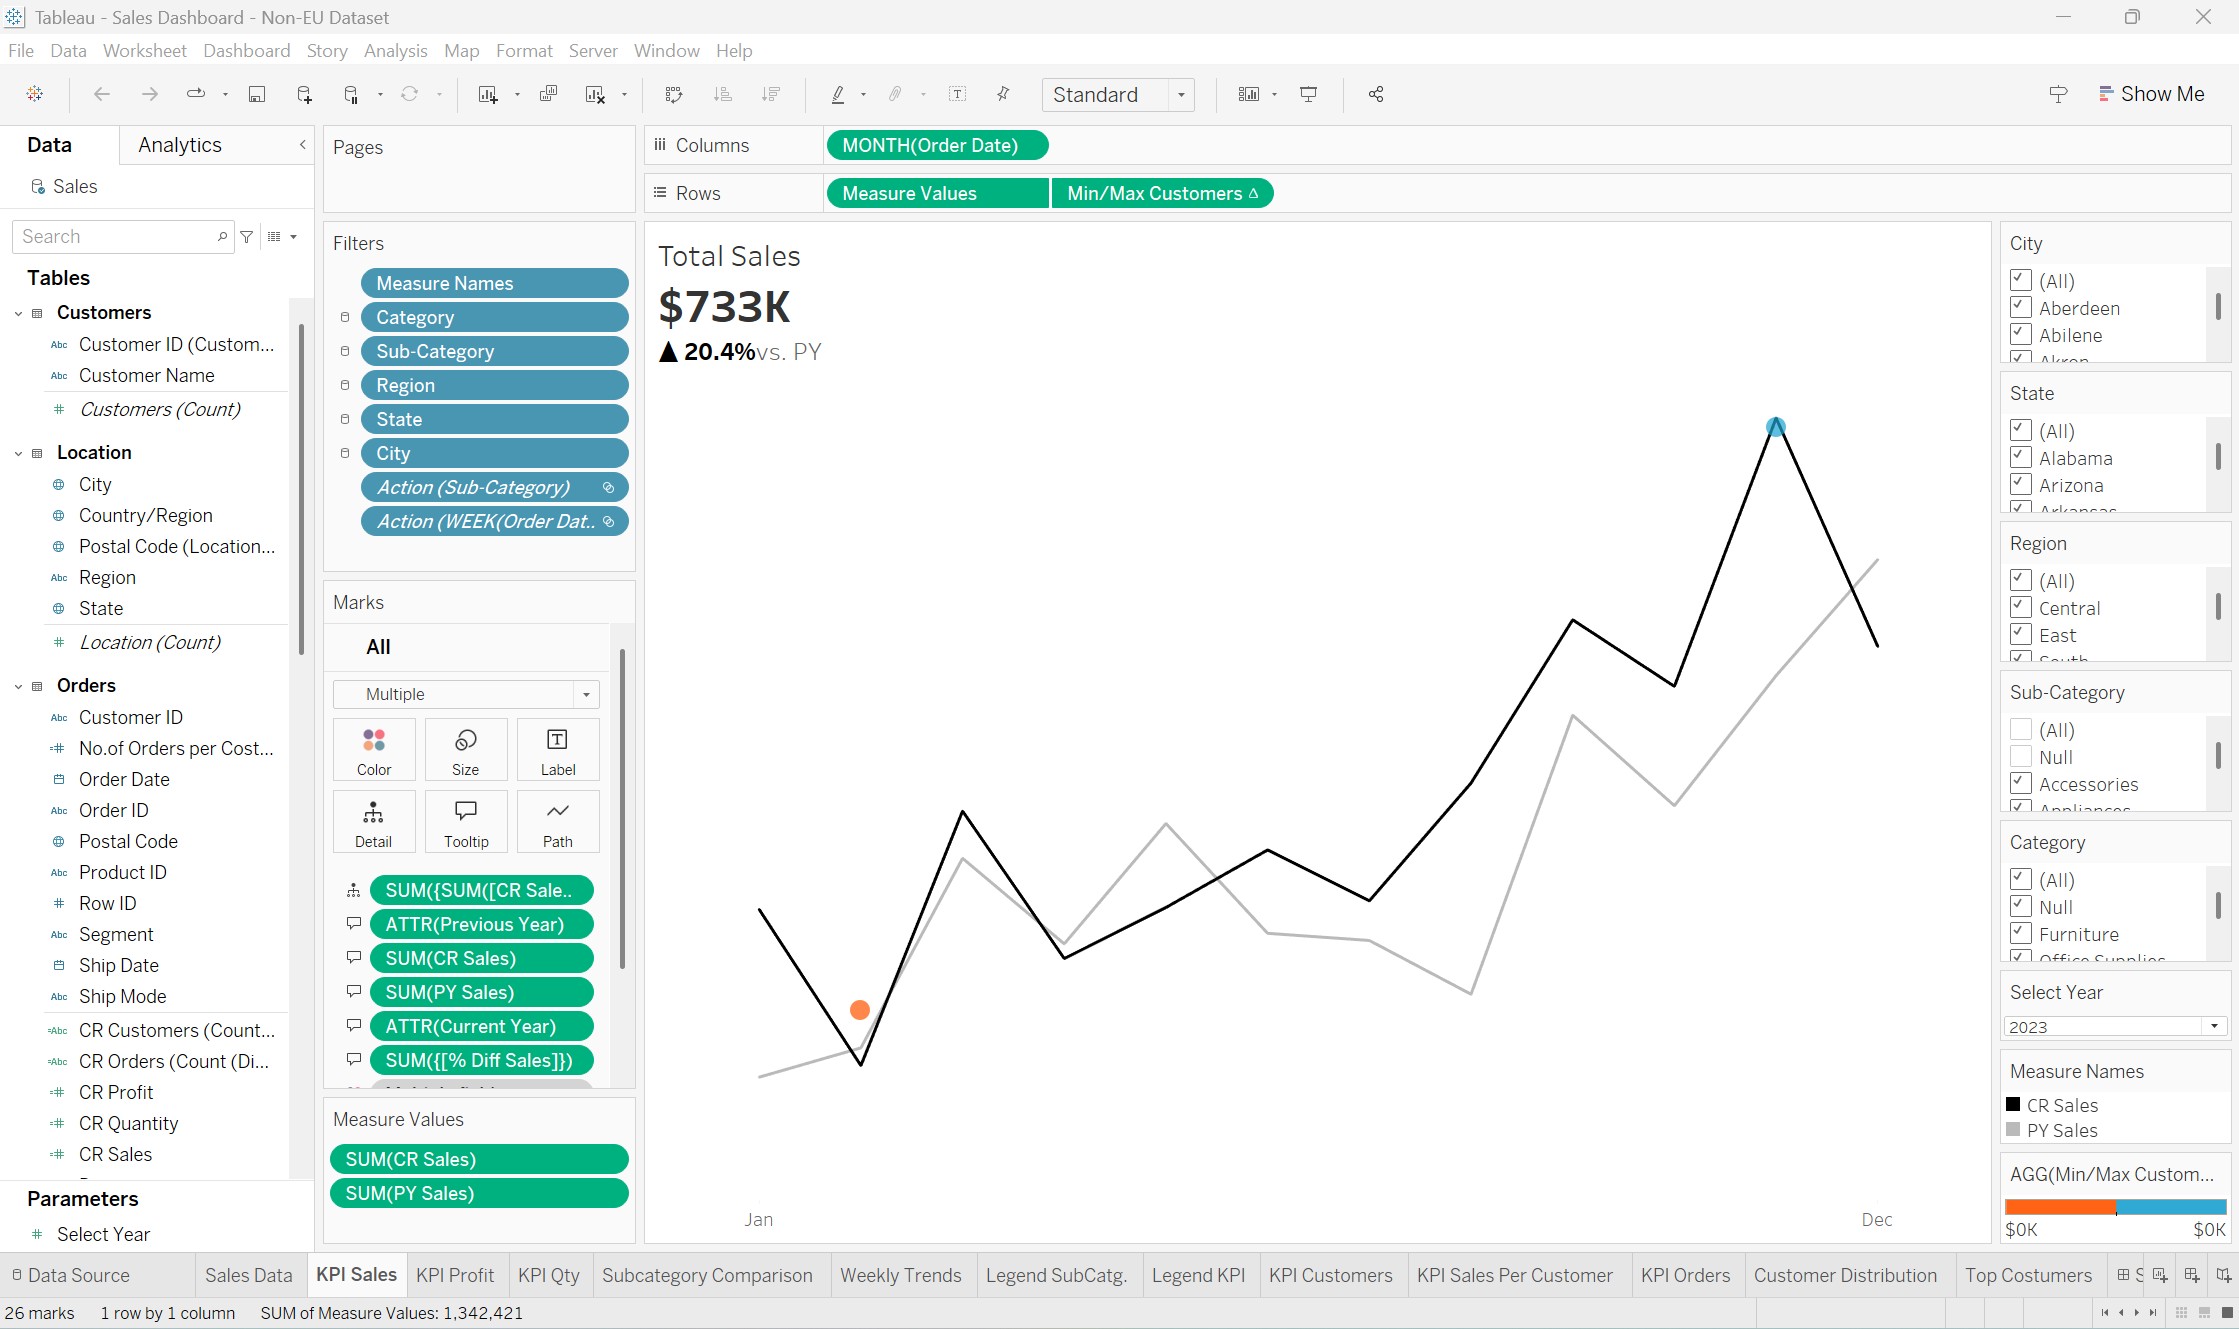 Tableau - Sales Dashboard - Non-EU Dataset
File Data Worksheet Dashboard Story Analysis Map Format Server Window Help
Standard
Show Me
Data
Analytics
Sales
Search
Tables
Customers
Customer ID (Custom...
Customer Name
Customers (Count)
Location
City
Country/Region
Postal Code (Location...
Region
State
Location (Count)
Orders
Customer ID
No.of Orders per Cost...
Order Date
Order ID
Postal Code
Product ID
Row ID
Segment
Ship Date
Ship Mode
CR Customers (Count...
CR Orders (Count (Di...
CR Profit
CR Quantity
CR Sales
Parameters
Select Year
Pages
Filters
Measure Names
Category
Sub-Category
Region
State
City
Action (Sub-Category)
Action (WEEK(Order Dat..
Marks
All
Multiple
Color
Size
Label
Detail
Tooltip
Path
SUM({SUM([CR Sale..
ATTR(Previous Year)
SUM(CR Sales)
SUM(PY Sales)
ATTR(Current Year)
SUM({[% Diff Sales]})
Measure Values
SUM(CR Sales)
SUM(PY Sales)
Columns
MONTH(Order Date)
Rows
Measure Values
Min/Max Customers Δ
Total Sales
$733K
▲ 20.4%vs. PY
Jan
Dec
City
(All)
Aberdeen
Abilene
Akron
State
(All)
Alabama
Arizona
Arkansas
Region
(All)
Central
East
South
Sub-Category
(All)
Null
Accessories
Appliances
Category
(All)
Null
Furniture
Office Supplies
Select Year
2023
Measure Names
CR Sales
PY Sales
AGG(Min/Max Custom...
$0K
$0K
Data Source
Sales Data
KPI Sales
KPI Profit
KPI Qty
Subcategory Comparison
Weekly Trends
Legend SubCatg.
Legend KPI
KPI Customers
KPI Sales Per Customer
KPI Orders
Customer Distribution
Top Costumers
26 marks
1 row by 1 column
SUM of Measure Values: 1,342,421